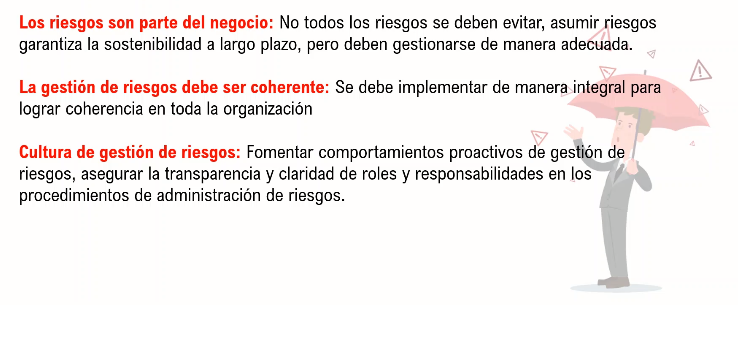 Los riesgos son parte del negocio: No todos los riesgos se deben evitar, asumir riesgos
garantiza la sostenibilidad a largo plazo, pero deben gestionarse de manera adecuada.
La gestión de riesgos debe ser coherente: Se debe implementar de manera integral para
lograr coherencia en toda la organización
Cultura de gestión de riesgos: Fomentar comportamientos proactivos de gestión de
riesgos, asegurar la transparencia y claridad de roles y responsabilidades en los
procedimientos de administración de riesgos.